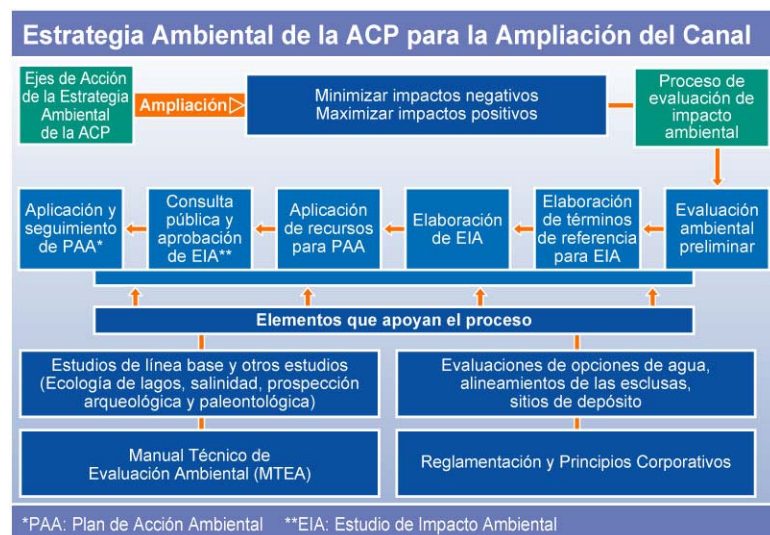 Estrategia Ambiental de la ACP para la Ampliación del Canal
Ejes de Acción
de la Estrategia
Ambiental
de la ACP
Ampliación
Minimizar impactos negativos
Maximizar impactos positivos
Proceso de
evaluación de
impacto
ambiental
Aplicación y
seguimiento
de PAA*
Consulta
pública y
aprobación
de EIA**
Aplicación
de recursos
para PAA
Elaboración
de EIA
Elaboración
de términos
de referencia
para EIA
Evaluación
ambiental
preliminar
Elementos que apoyan el proceso
Estudios de línea base y otros estudios
(Ecología de lagos, salinidad, prospección
arqueológica y paleontológica)
Evaluaciones de opciones de agua,
alineamientos de las esclusas,
sitios de depósito
Manual Técnico de
Evaluación Ambiental (MTEA)
Reglamentación y Principios Corporativos
*PAA: Plan de Acción Ambiental **EIA: Estudio de Impacto Ambiental